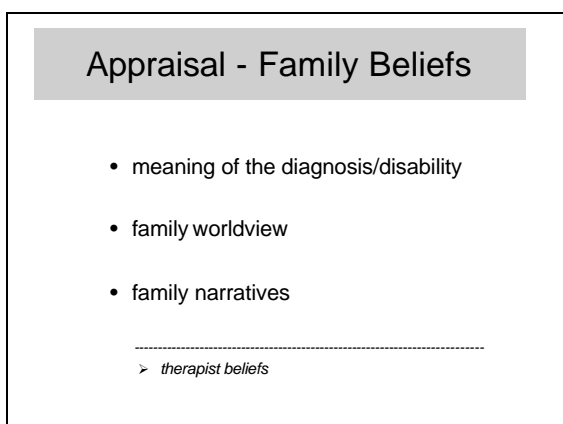 Appraisal - Family Beliefs
• meaning of the diagnosis/disability
• family worldview
• family narratives
---------------------------------------------------------------------------
➢ therapist beliefs